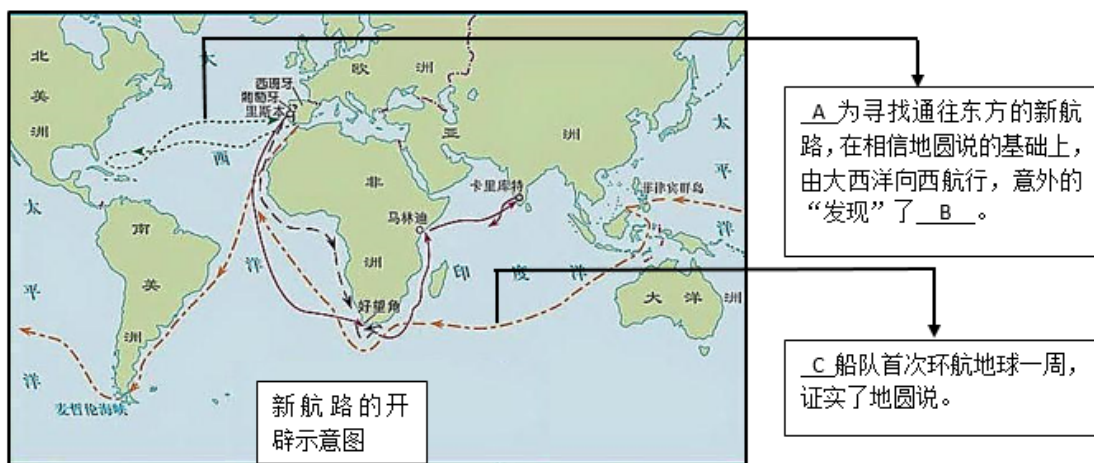 北
美
洲
大
西
洋
西班牙
葡萄牙
里斯本
欧 洲
亚 洲
太
平
洋
非
洲
马林迪
卡里库特
菲律宾群岛
太
平
洋
南
美
洲
印 度 洋
好望角
大 洋 洲
麦哲伦海峡
新航路的开
辟示意图
A 为寻找通往东方的新航
路，在相信地圆说的基础上，
由大西洋向西航行，意外的
“发现”了 B 。
C 船队首次环航地球一周，
证实了地圆说。